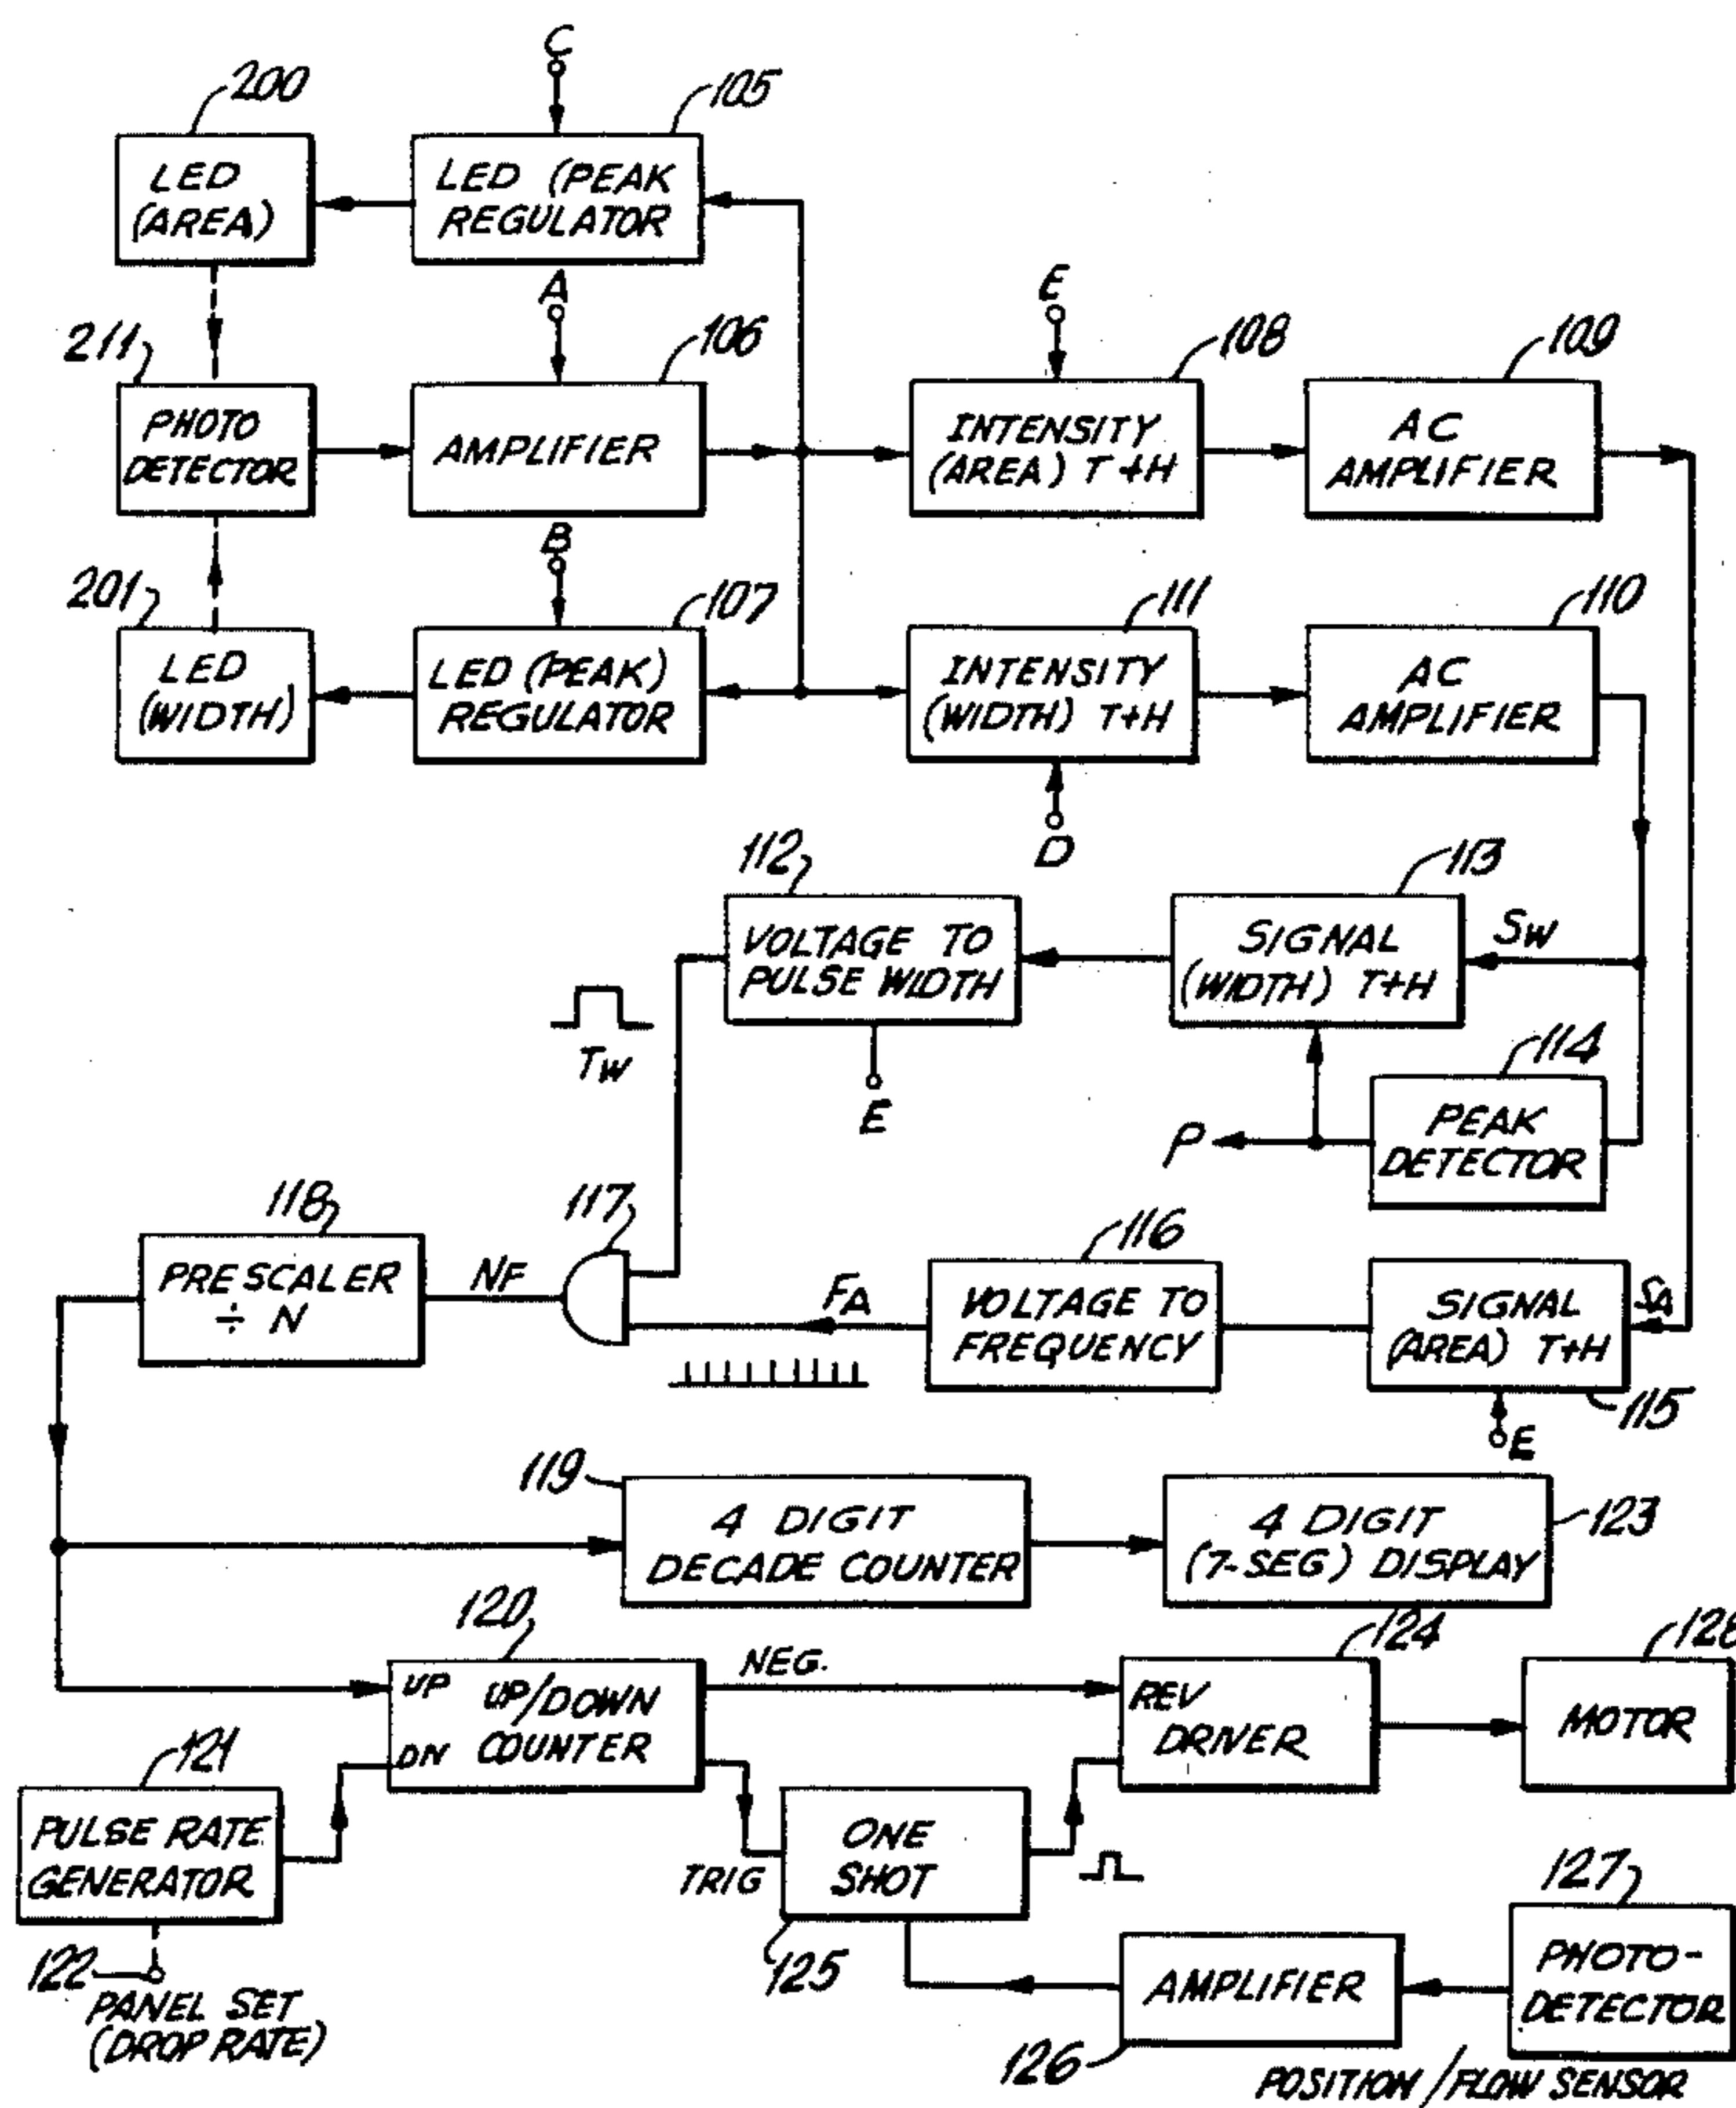 C
200
105
LED
(AREA)
LED (PEAK
REGULATOR
A
E
211
106
108
109
PHOTO
DETECTOR
AMPLIFIER
INTENSITY
(AREA) T+H
AC
AMPLIFIER
B
201
107
111
110
LED
(WIDTH)
LED (PEAK)
REGULATOR
INTENSITY
(WIDTH) T+H
AC
AMPLIFIER
D
112
113
VOLTAGE TO
PULSE WIDTH
SIGNAL
(WIDTH) T+H
SW
TW
E
114
P
PEAK
DETECTOR
118
117
116
PRESCALER
÷ N
NF
FA
VOLTAGE TO
FREQUENCY
SIGNAL
(AREA) T+H
SA
115
E
119
4 DIGIT
DECADE COUNTER
4 DIGIT
(7-SEG) DISPLAY
123
120
NEG.
124
UP
UP/DOWN
COUNTER
DN
REV
DRIVER
MOTOR
121
PULSE RATE
GENERATOR
TRIG
ONE
SHOT
125
127
122
PANEL SET
(DROP RATE)
AMPLIFIER
126
PHOTO-
DETECTOR
POSITION/FLOW SENSOR